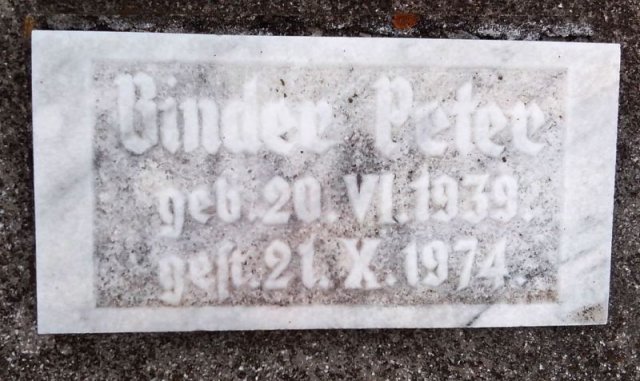 Binder Peter
geb. 20. VI. 1939.
gest. 21. X. 1974.